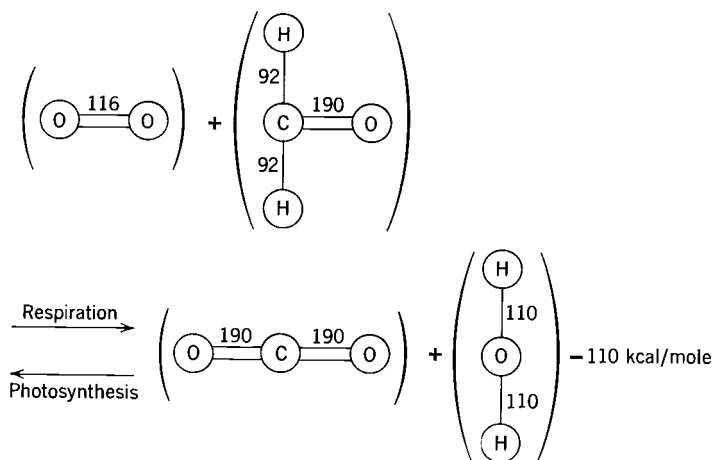 H
92
116
190
O
O
+
C
O
92
H
Respiration
Photosynthesis
190
190
O
C
O
+
H
110
O
110
H
−110 kcal/mole